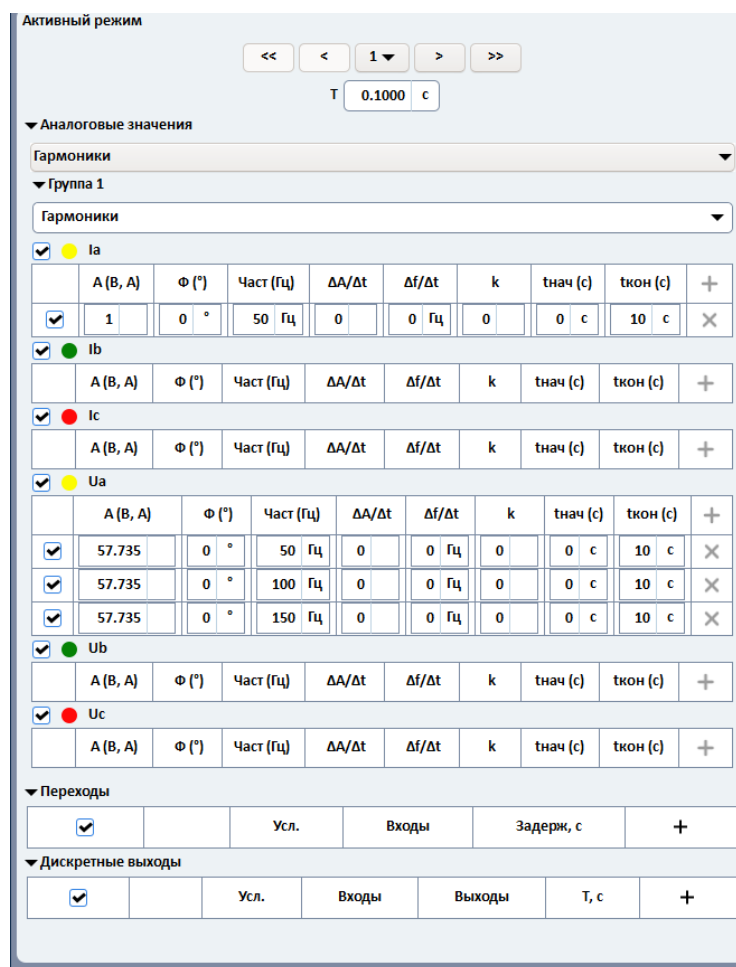 Активный режим
<< < 1 > >>
T 0.1000 с
Аналоговые значения
Гармоники
Группа 1
Гармоники
Ia
A (B, A) Φ (°) Част (Гц) ΔA/Δt Δf/Δt k tнач (с) tкон (с) +
1 0 ° 50 Гц 0 0 Гц 0 0 с 10 с ×
Ib
A (B, A) Φ (°) Част (Гц) ΔA/Δt Δf/Δt k tнач (с) tкон (с) +
Ic
A (B, A) Φ (°) Част (Гц) ΔA/Δt Δf/Δt k tнач (с) tкон (с) +
Ua
A (B, A) Φ (°) Част (Гц) ΔA/Δt Δf/Δt k tнач (с) tкон (с) +
57.735 0 ° 50 Гц 0 0 Гц 0 0 с 10 с ×
57.735 0 ° 100 Гц 0 0 Гц 0 0 с 10 с ×
57.735 0 ° 150 Гц 0 0 Гц 0 0 с 10 с ×
Ub
A (B, A) Φ (°) Част (Гц) ΔA/Δt Δf/Δt k tнач (с) tкон (с) +
Uc
A (B, A) Φ (°) Част (Гц) ΔA/Δt Δf/Δt k tнач (с) tкон (с) +
Переходы
Усл. Входы Задерж, с +
Дискретные выходы
Усл. Входы Выходы T, с +